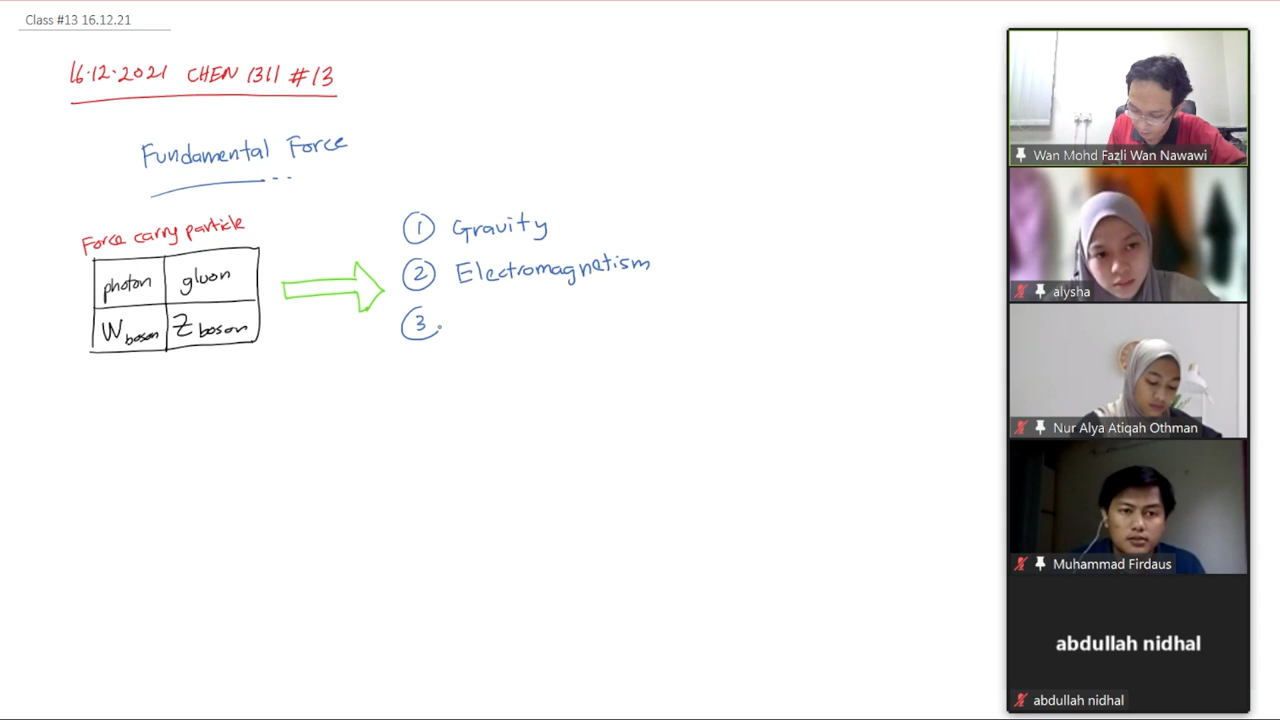 Class #13 16.12.21
16.12.2021 CHEN 1311 #13
Fundamental Force
Force carry particle
photon gluon
W boson Z boson
1 Gravity
2 Electromagnetism
3
Wan Mohd Fazli Wan Nawawi
alysha
Nur Alya Atiqah Othman
Muhammad Firdaus
abdullah nidhal
abdullah nidhal